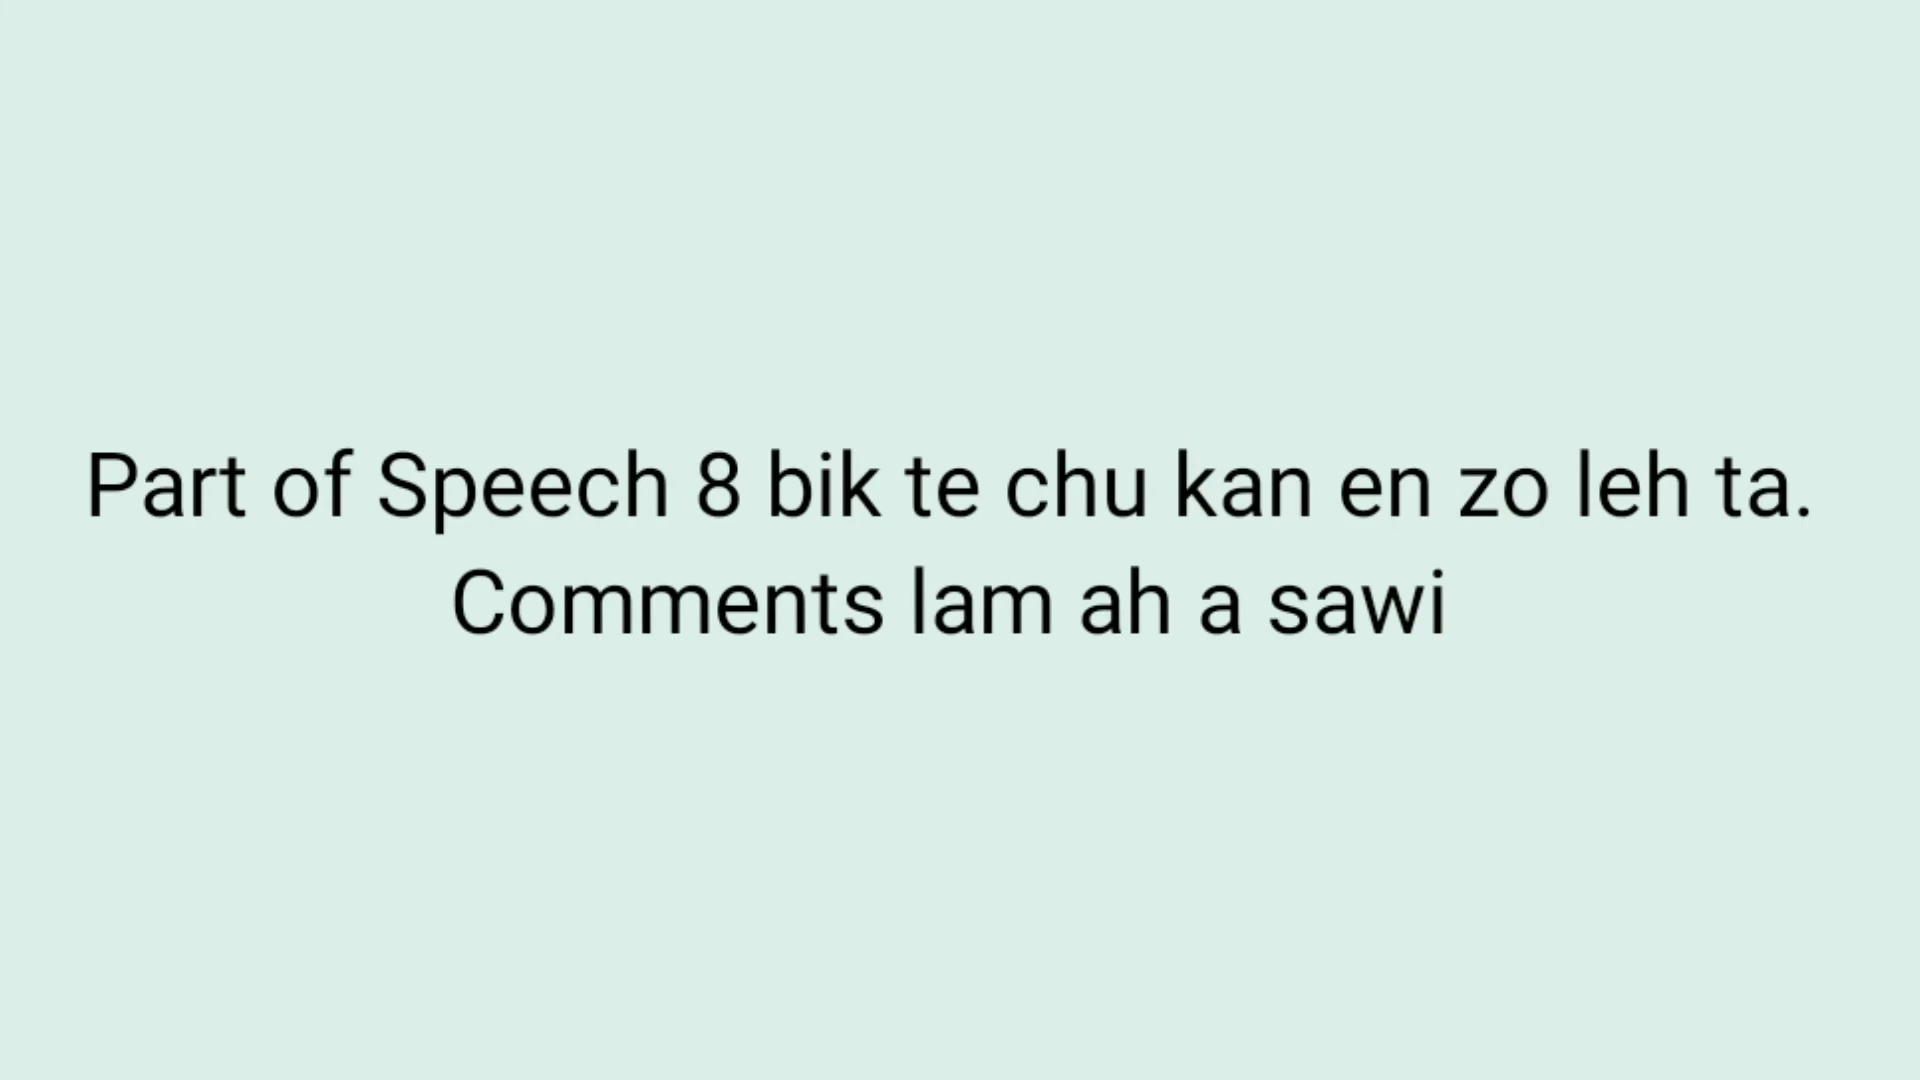 Part of Speech 8 bik te chu kan en zo leh ta.
Comments lam ah a sawi